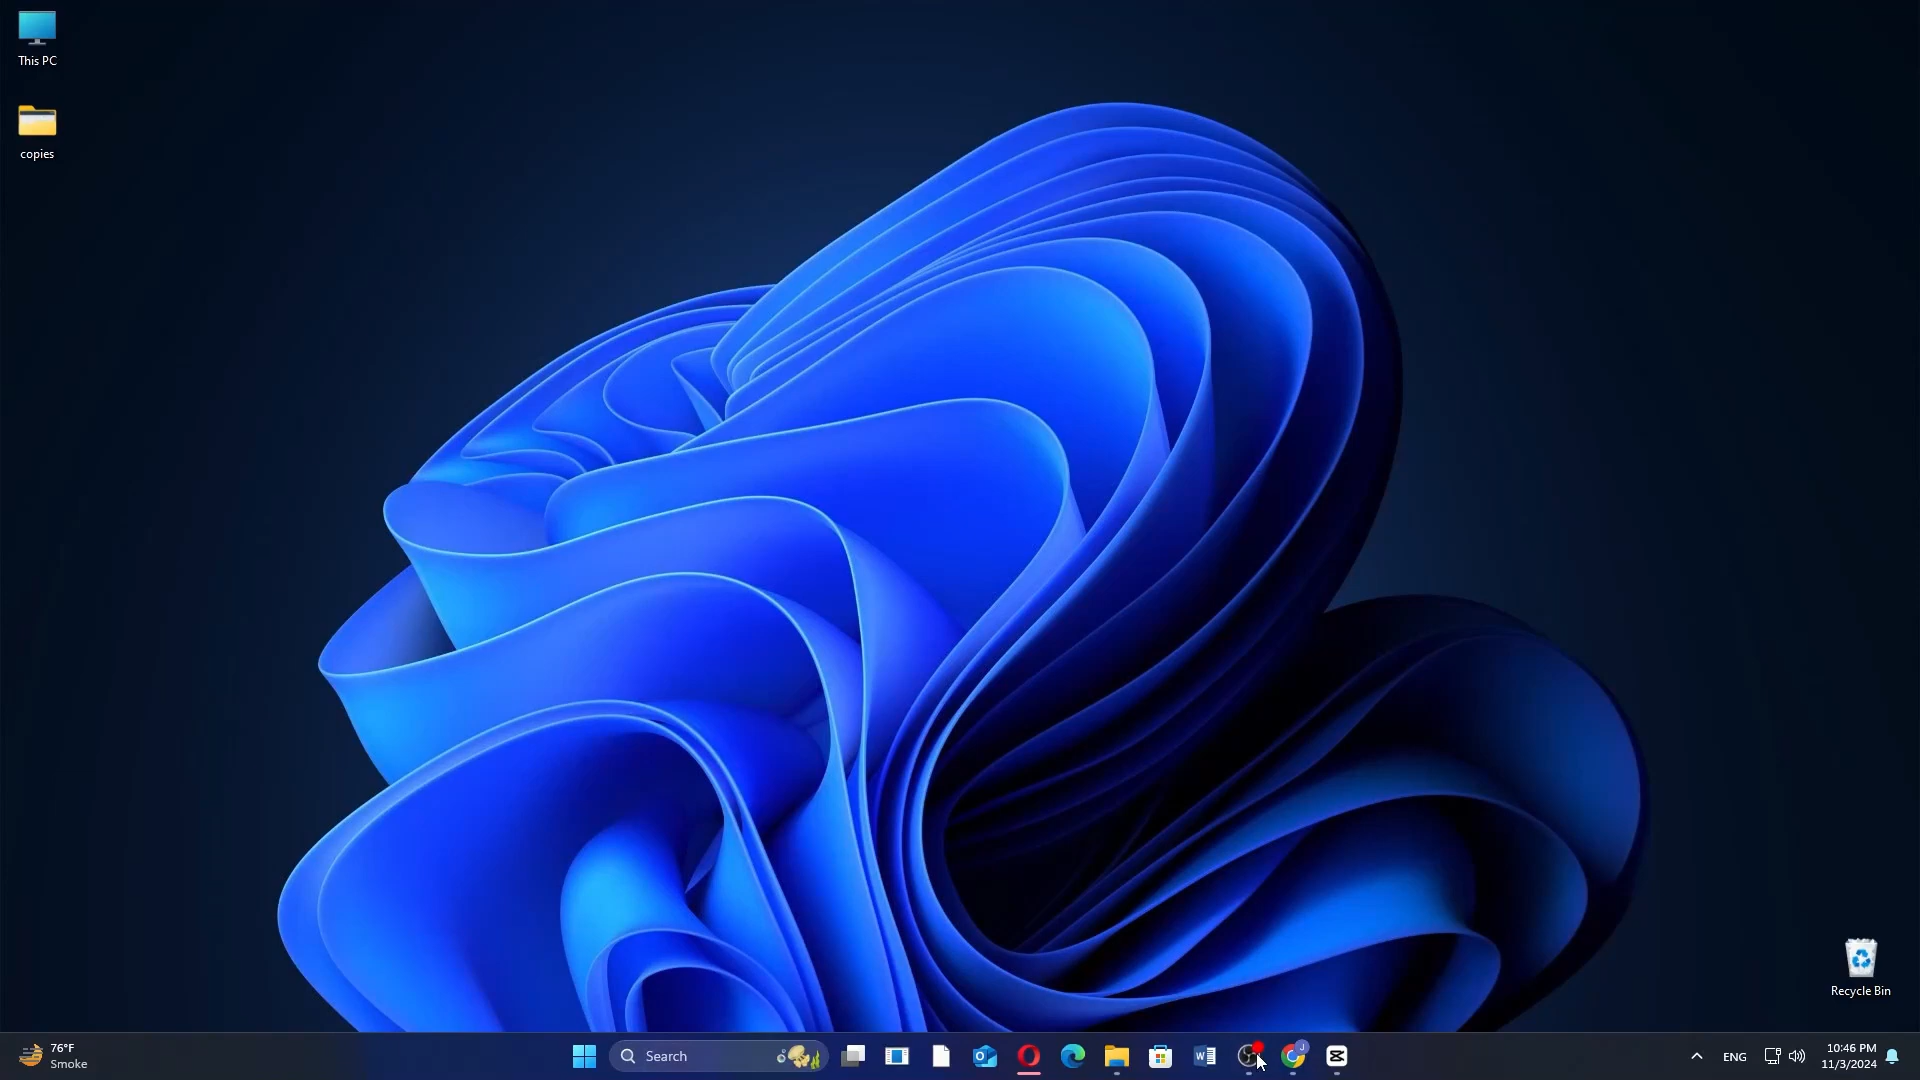 This PC
copies
Recycle Bin
76°F
Smoke
Search
W
J
ENG
10:46 PM
11/3/2024